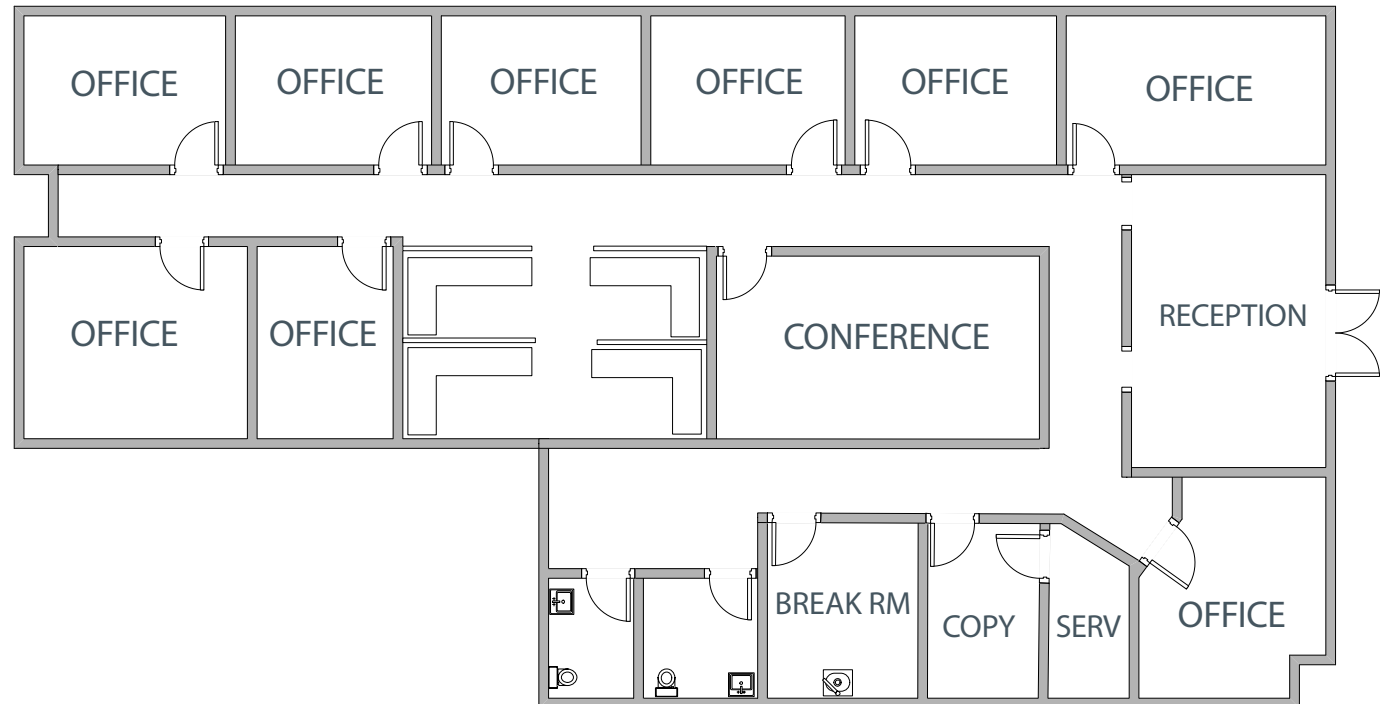 OFFICE
OFFICE
OFFICE
OFFICE
OFFICE
OFFICE
OFFICE
OFFICE
CONFERENCE
RECEPTION
BREAK RM
COPY
SERV
OFFICE